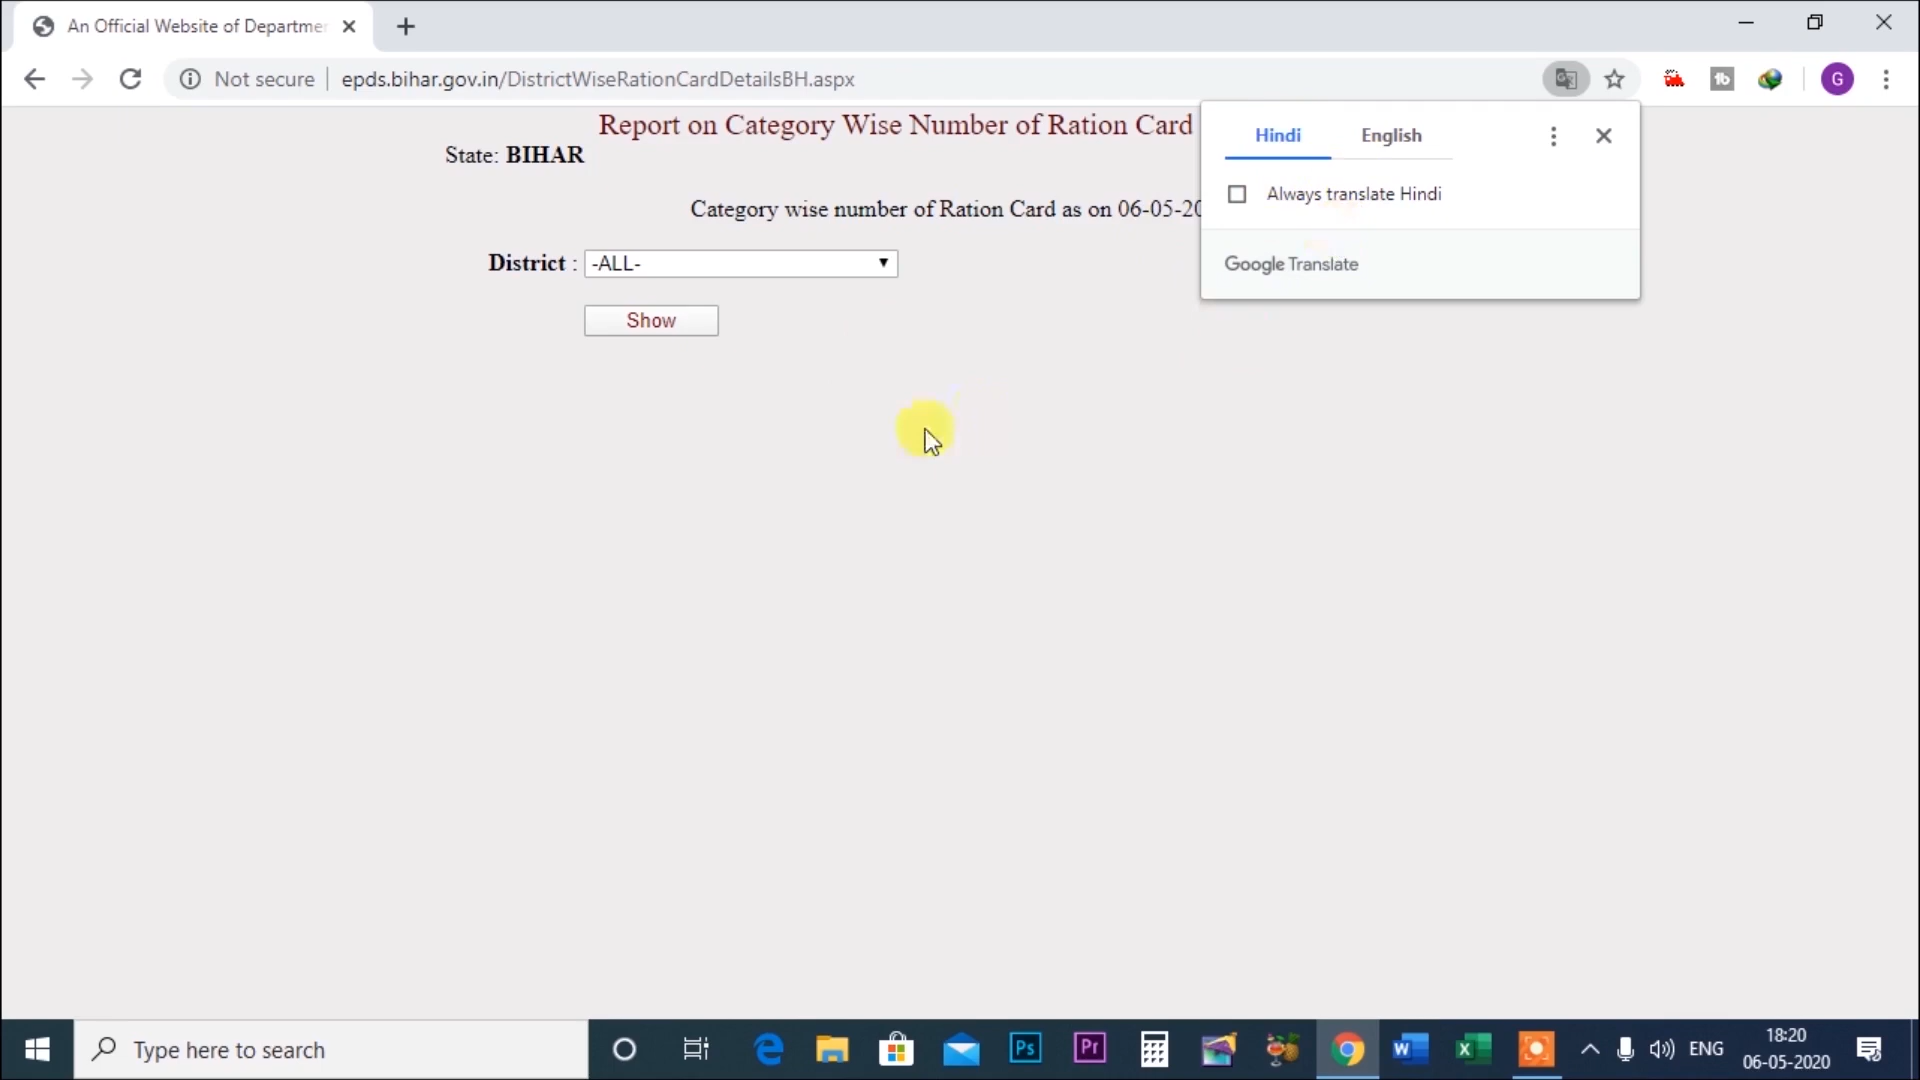 An Official Website of Departme
Not secure
epds.bihar.gov.in/DistrictWiseRationCardDetailsBH.aspx
G
Report on Category Wise Number of Ration Card
Hindi
English
State: BIHAR
Always translate Hindi
Category wise number of Ration Card as on 06-05-20
District : -ALL-
Google Translate
Show
Type here to search
Ps
Pr
W
X
ENG
18:20
06-05-2020